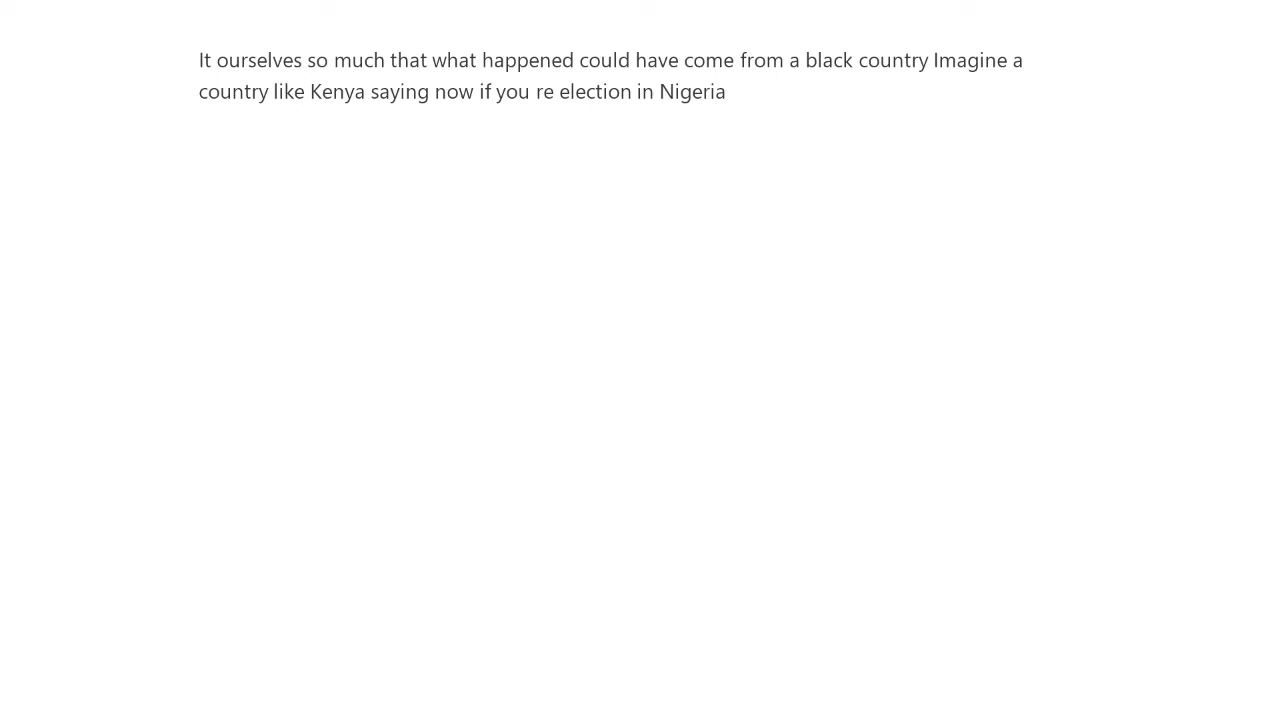 It ourselves so much that what happened could have come from a black country Imagine a
country like Kenya saying now if you re election in Nigeria